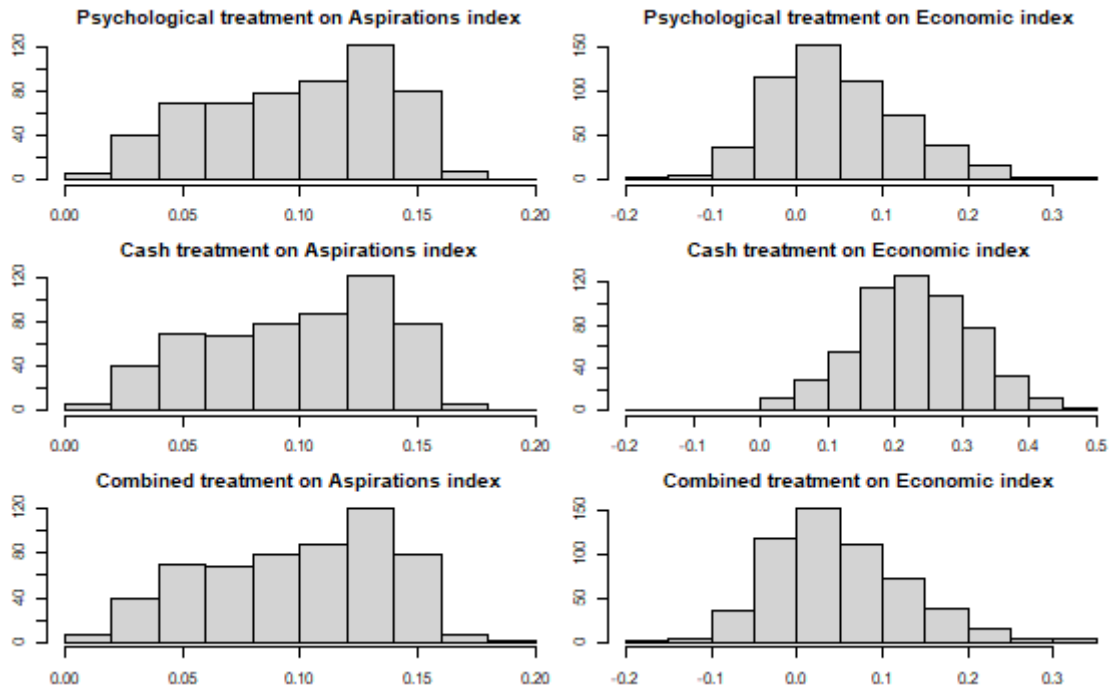 Psychological treatment on Aspirations index
0 40 80 120
0.00 0.05 0.10 0.15 0.20
Psychological treatment on Economic index
0 50 100 150
-0.2 -0.1 0.0 0.1 0.2 0.3
Cash treatment on Aspirations index
0 40 80 120
0.00 0.05 0.10 0.15 0.20
Cash treatment on Economic index
0 40 80 120
-0.2 -0.1 0.0 0.1 0.2 0.3 0.4 0.5
Combined treatment on Aspirations index
0 40 80 120
0.00 0.05 0.10 0.15 0.20
Combined treatment on Economic index
0 50 100 150
-0.2 -0.1 0.0 0.1 0.2 0.3